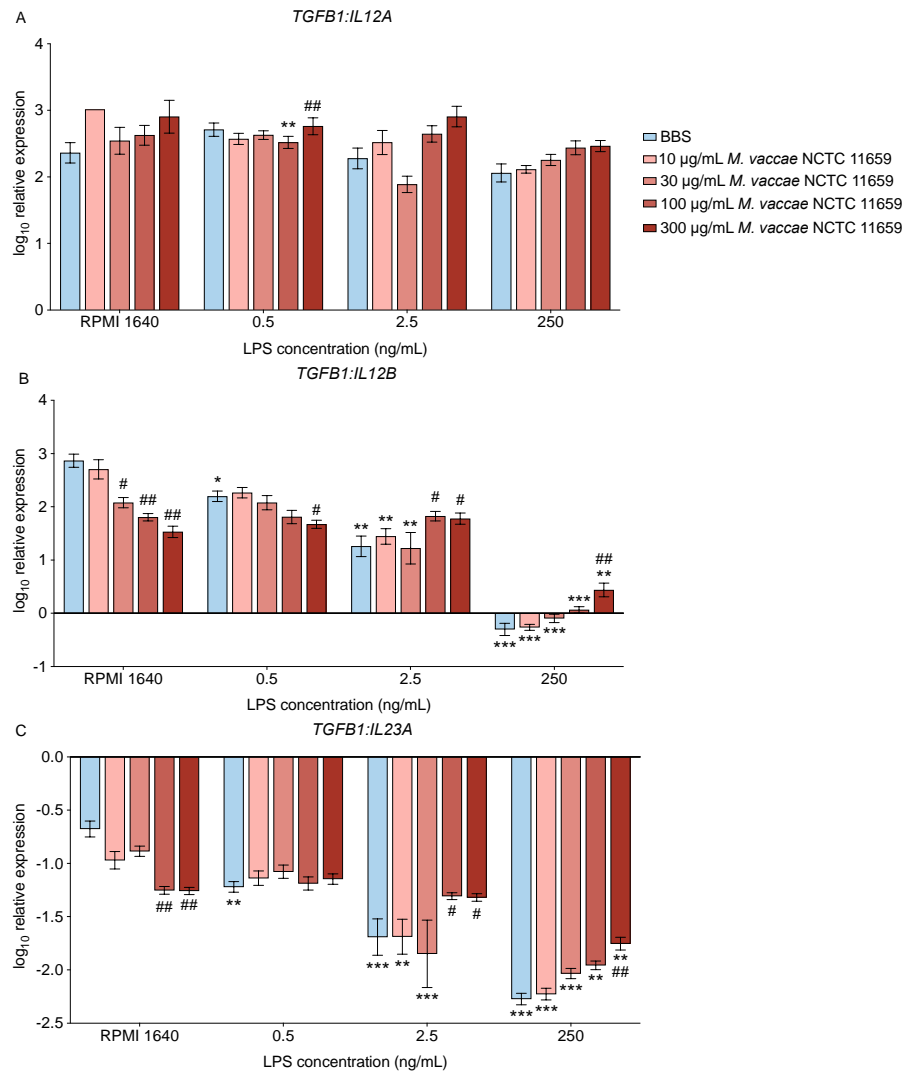 A
TGFB1:IL12A
4
3
2
1
0
log10 relative expression
** ##
RPMI 1640 0.5 2.5 250
LPS concentration (ng/mL)
BBS
10 µg/mL M. vaccae NCTC 11659
30 µg/mL M. vaccae NCTC 11659
100 µg/mL M. vaccae NCTC 11659
300 µg/mL M. vaccae NCTC 11659
B
TGFB1:IL12B
4
3
2
1
0
-1
log10 relative expression
# ## ##
* #
** ** ** # #
*** *** *** *** ##
**
RPMI 1640 0.5 2.5 250
LPS concentration (ng/mL)
C
TGFB1:IL23A
0.0
-0.5
-1.0
-1.5
-2.0
-2.5
log10 relative expression
## ##
**
*** ** *** # #
*** *** *** ** **
##
RPMI 1640 0.5 2.5 250
LPS concentration (ng/mL)